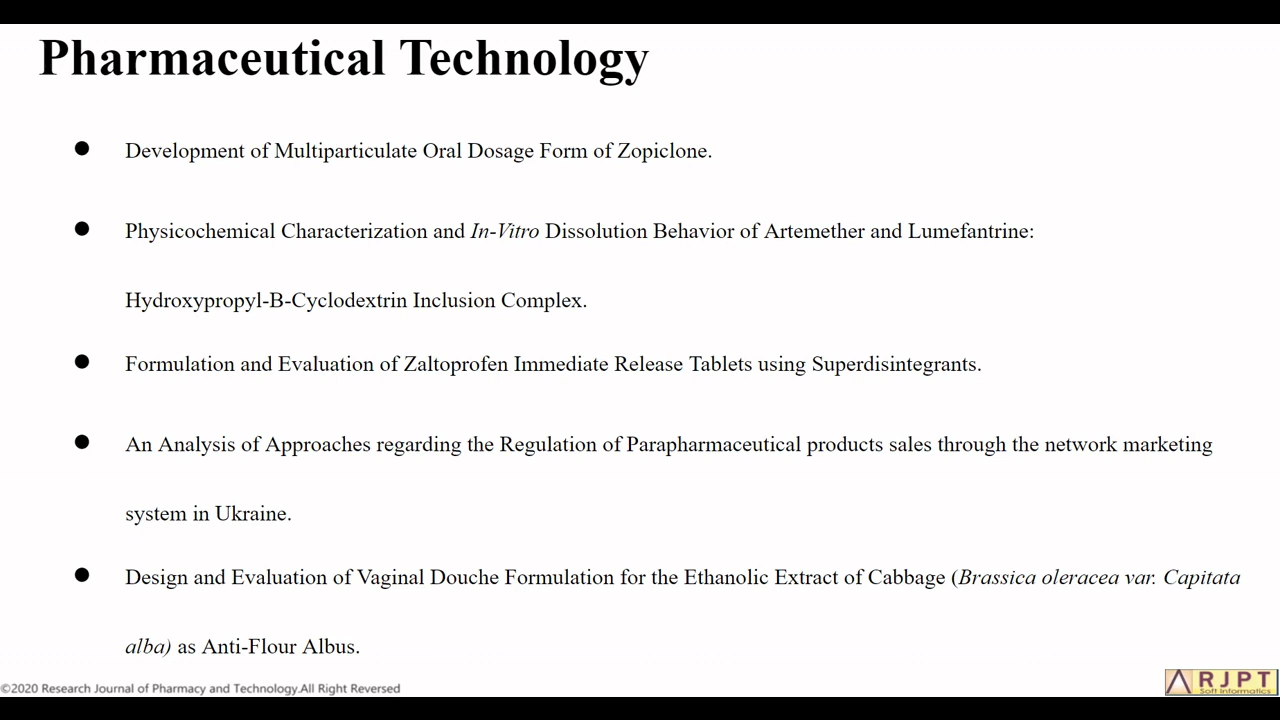 Pharmaceutical Technology
● Development of Multiparticulate Oral Dosage Form of Zopiclone.
● Physicochemical Characterization and In-Vitro Dissolution Behavior of Artemether and Lumefantrine:
Hydroxypropyl-B-Cyclodextrin Inclusion Complex.
● Formulation and Evaluation of Zaltoprofen Immediate Release Tablets using Superdisintegrants.
● An Analysis of Approaches regarding the Regulation of Parapharmaceutical products sales through the network marketing
system in Ukraine.
● Design and Evaluation of Vaginal Douche Formulation for the Ethanolic Extract of Cabbage (Brassica oleracea var. Capitata
alba) as Anti-Flour Albus.
©2020 Research Journal of Pharmacy and Technology.All Right Reversed
RJPT
Soft Informatics